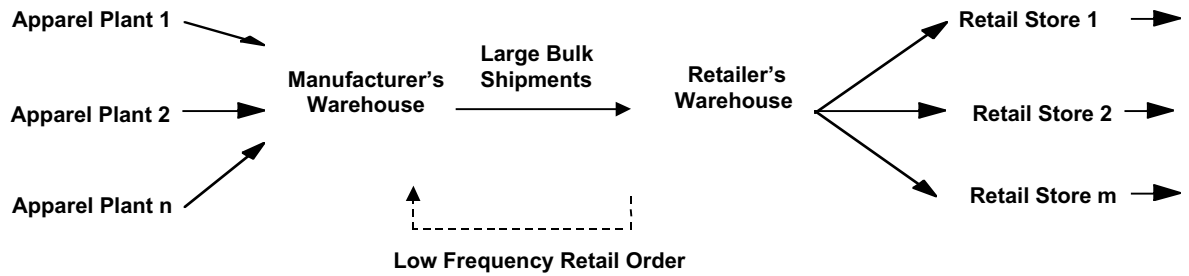 Apparel Plant 1
Apparel Plant 2
Apparel Plant n
Manufacturer's
Warehouse
Large Bulk
Shipments
Retailer's
Warehouse
Retail Store 1
Retail Store 2
Retail Store m
Low Frequency Retail Order